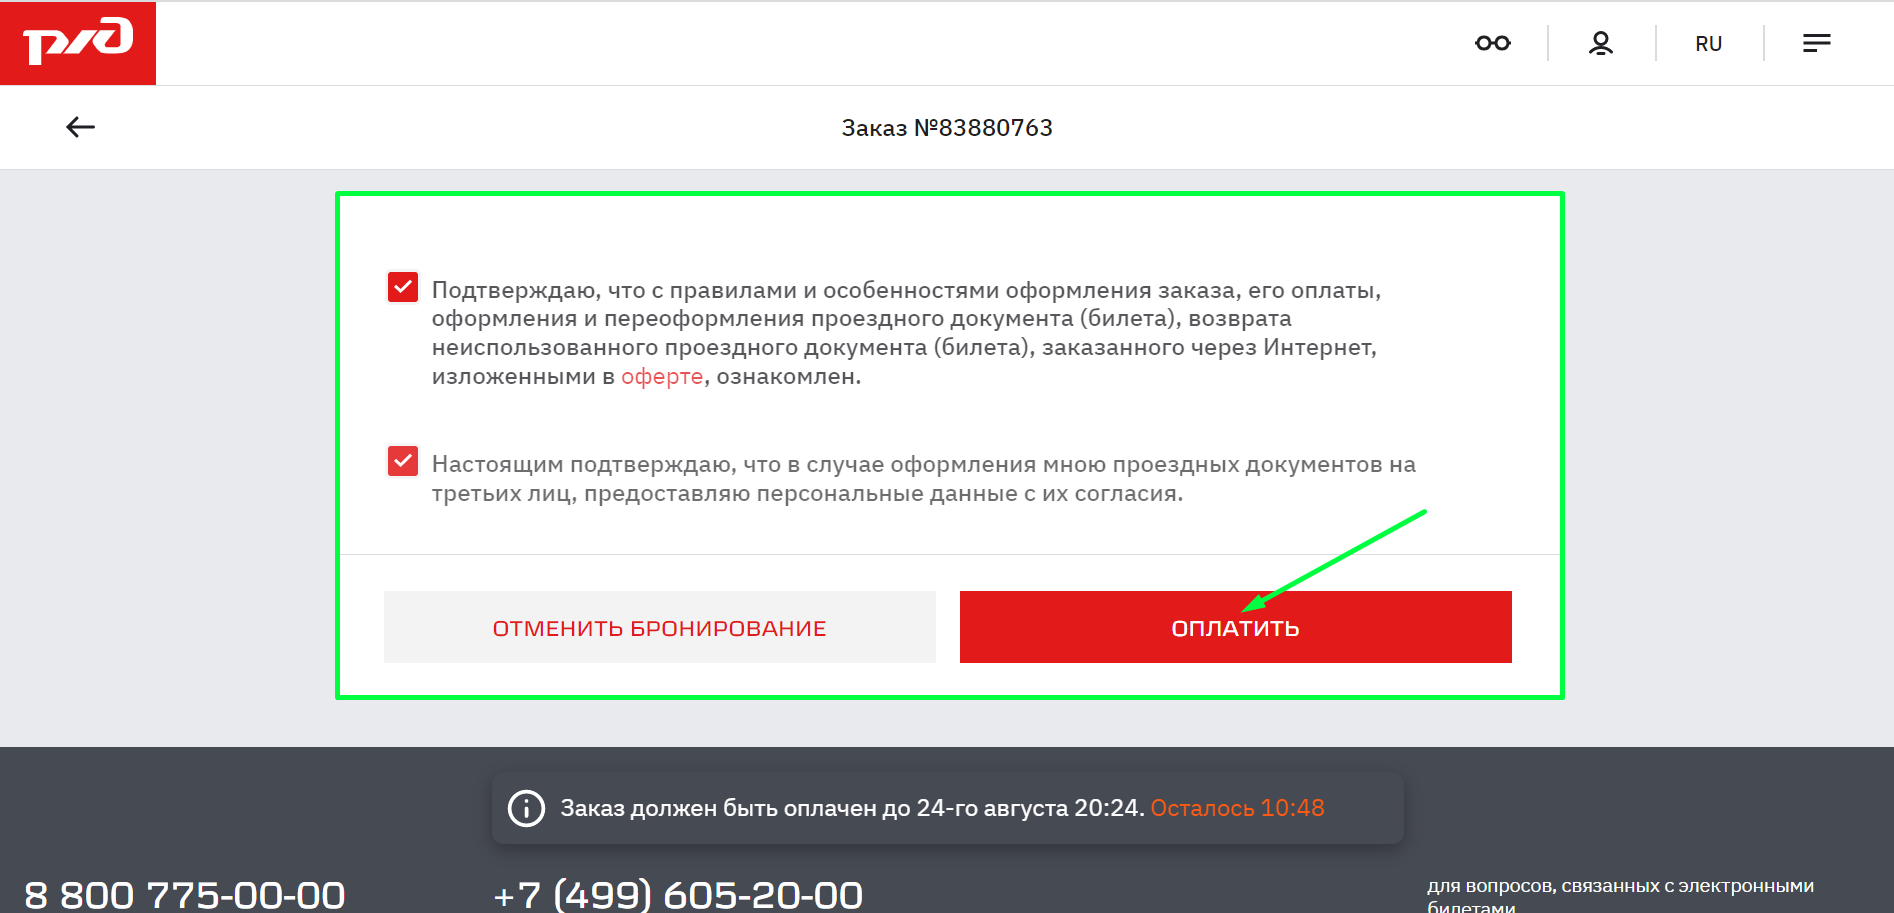 ржд
RU
Заказ №83880763
Подтверждаю, что с правилами и особенностями оформления заказа, его оплаты,
оформления и переоформления проездного документа (билета), возврата
неиспользованного проездного документа (билета), заказанного через Интернет,
изложенными в оферте, ознакомлен.
Настоящим подтверждаю, что в случае оформления мною проездных документов на
третьих лиц, предоставляю персональные данные с их согласия.
ОТМЕНИТЬ БРОНИРОВАНИЕ
ОПЛАТИТЬ
Заказ должен быть оплачен до 24-го августа 20:24. Осталось 10:48
8 800 775-00-00
+7 (499) 605-20-00
для вопросов, связанных с электронными
билетами